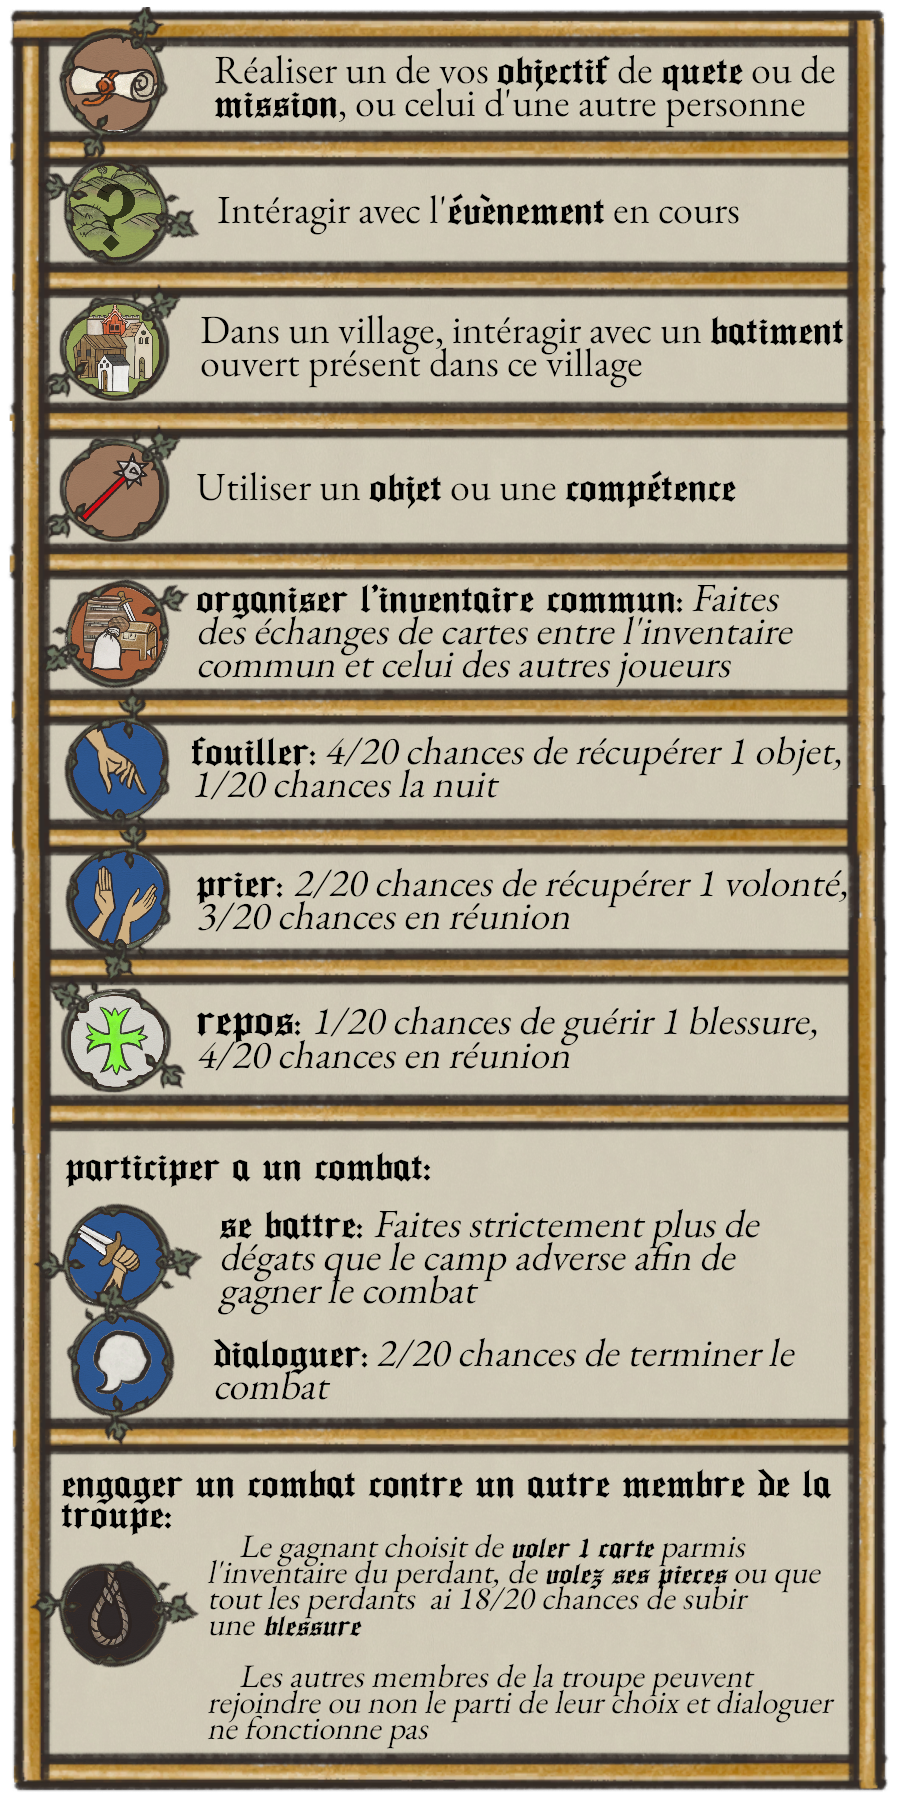 Réaliser un de vos objectif de quete ou de
mission, ou celui d'une autre personne
Intéragir avec l'évènement en cours
Dans un village, intéragir avec un batiment
ouvert présent dans ce village
Utiliser un objet ou une compétence
organiser l'inventaire commun: Faites
des échanges de cartes entre l'inventaire
commun et celui des autres joueurs
fouiller: 4/20 chances de récupérer 1 objet,
1/20 chances la nuit
prier: 2/20 chances de récupérer 1 volonté,
3/20 chances en réunion
repos: 1/20 chances de guérir 1 blessure,
4/20 chances en réunion
participer a un combat:
se battre: Faites strictement plus de
dégats que le camp adverse afin de
gagner le combat
dialoguer: 2/20 chances de terminer le
combat
engager un combat contre un autre membre de la
troupe:
Le gagnant choisit de voler 1 carte parmis
l'inventaire du perdant, de volez ses pieces ou que
tout les perdants ai 18/20 chances de subir
une blessure
Les autres membres de la troupe peuvent
rejoindre ou non le parti de leur choix et dialoguer
ne fonctionne pas